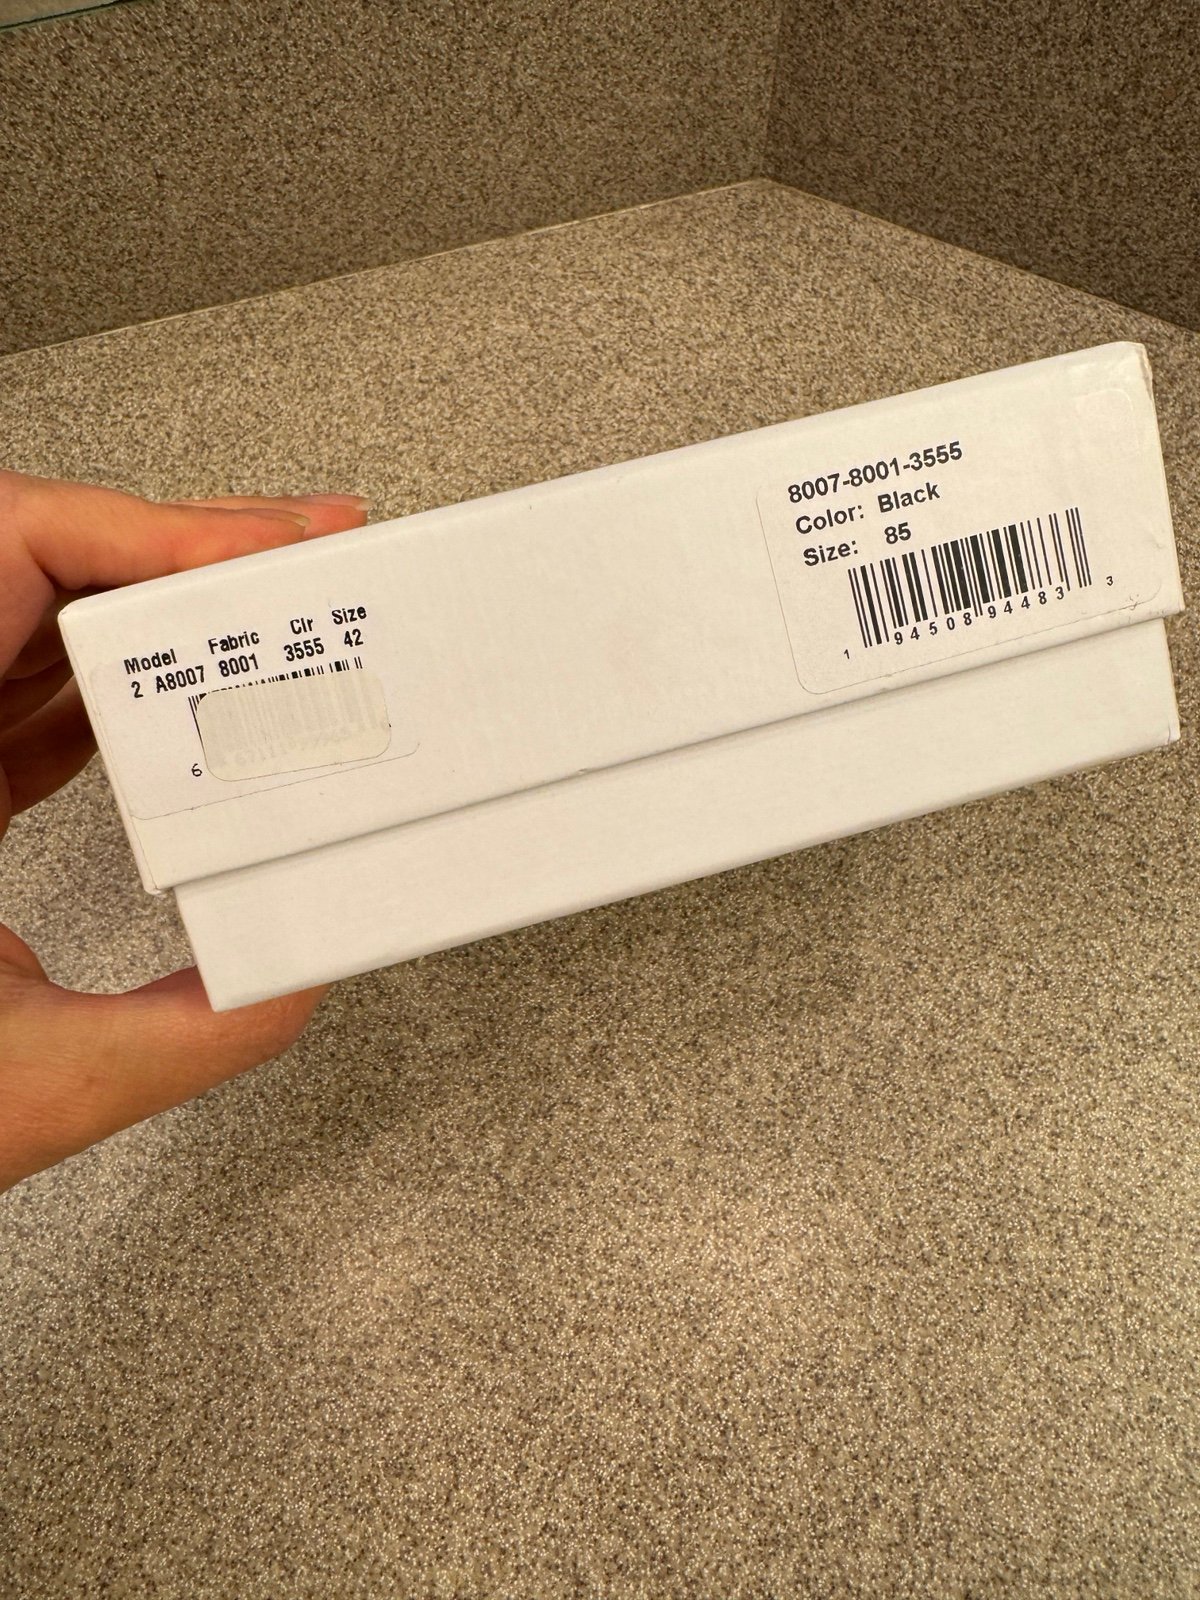 Model Fabric Clr Size
2 A8007 8001 3555 42
6
8007-8001-3555
Color: Black
Size: 85
1 94508 94483 3